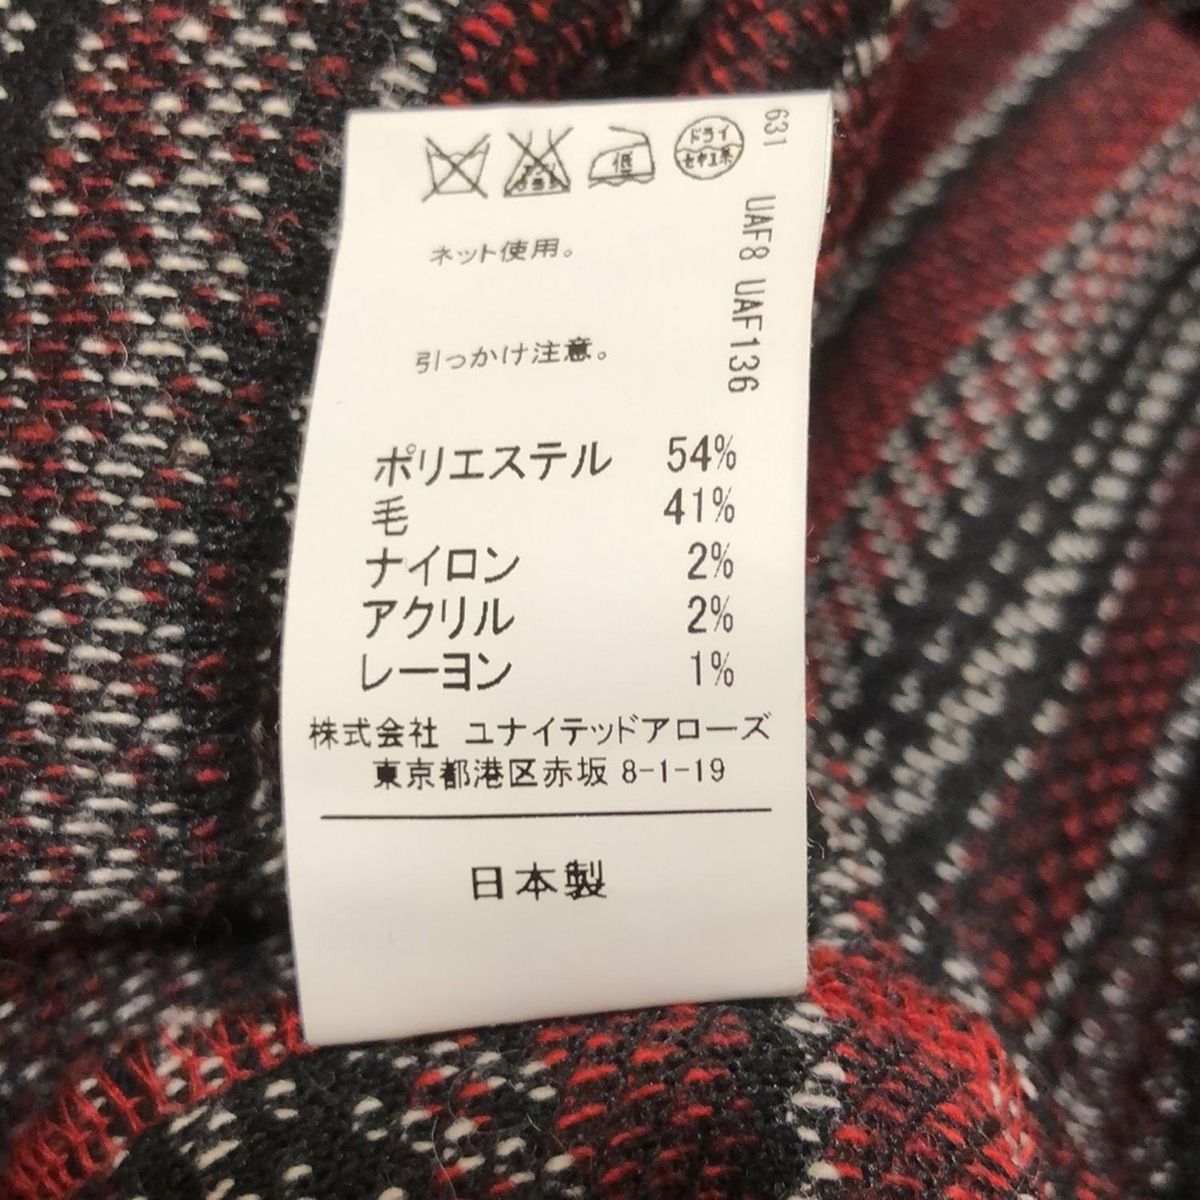 低
ドライ
セキユ系
ネット使用。
引っかけ注意。
ポリエステル 54%
毛 41%
ナイロン 2%
アクリル 2%
レーヨン 1%
株式会社 ユナイテッドアローズ
東京都港区赤坂 8-1-19
日本製
631 UAF8 UAF136